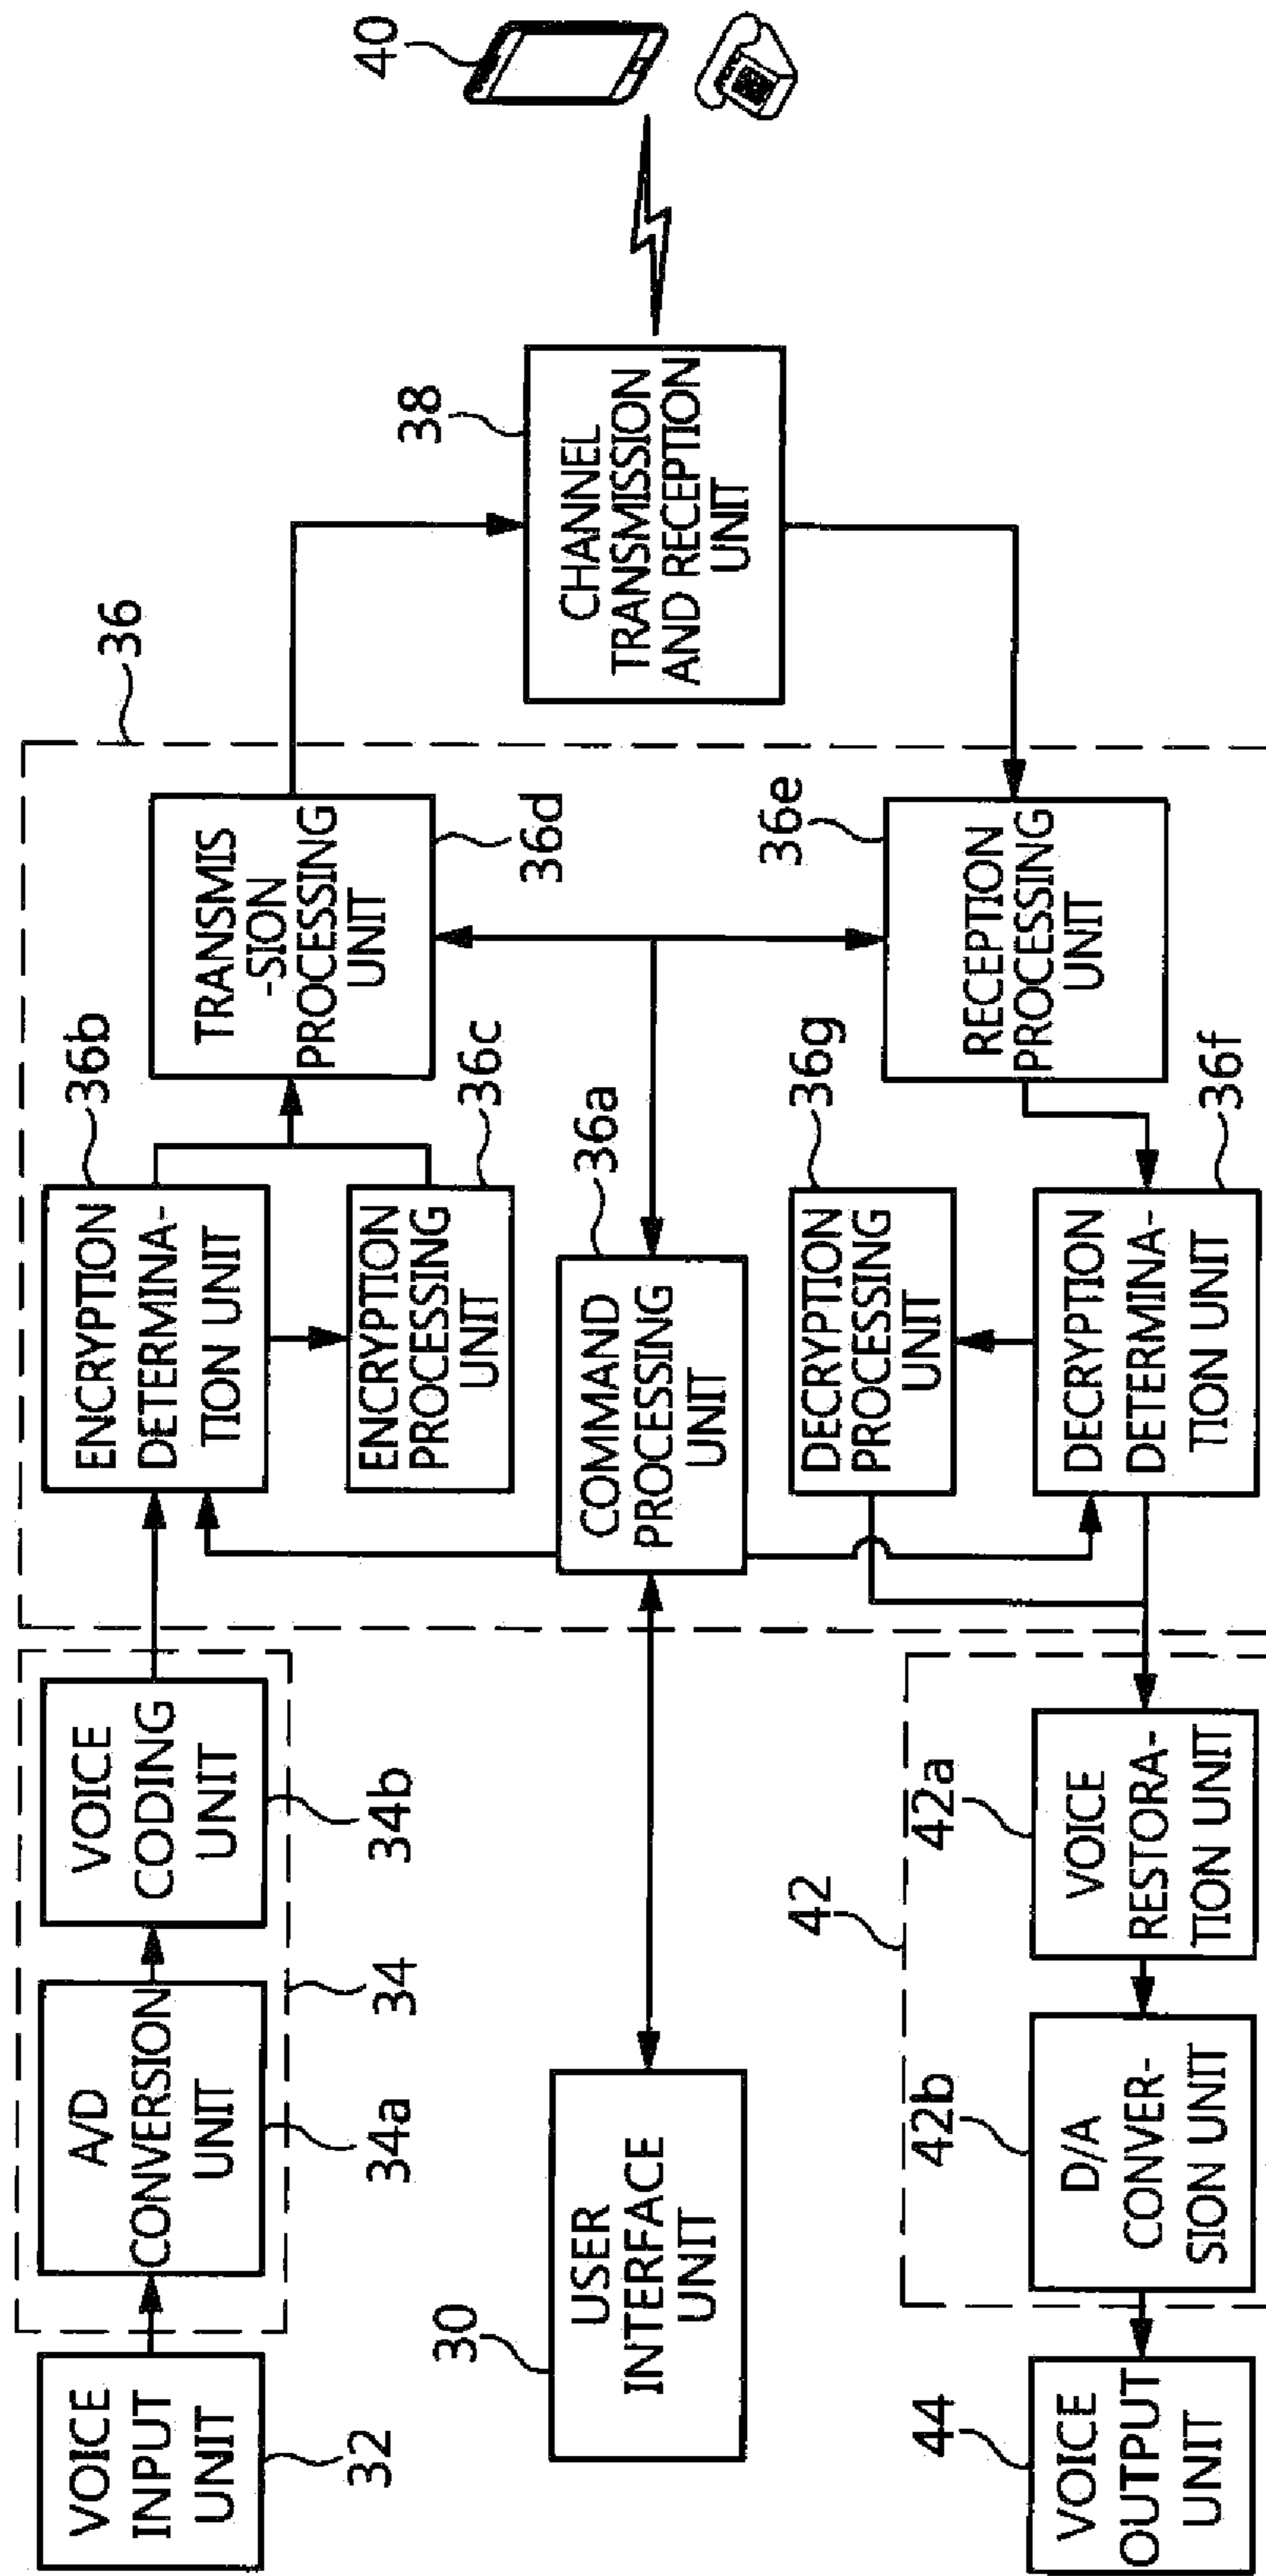 VOICE
INPUT
UNIT
32
A/D
CONVERSION
UNIT
34a
VOICE
CODING
UNIT
34b
34
ENCRYPTION
DETERMINA-
TION UNIT
36b
ENCRYPTION
PROCESSING
UNIT
36c
TRANSMIS
-SION
PROCESSING
UNIT
36d
36
USER
INTERFACE
UNIT
30
COMMAND
PROCESSING
UNIT
36a
CHANNEL
TRANSMISSION
AND RECEPTION
UNIT
38
40
DECRYPTION
PROCESSING
UNIT
36g
RECEPTION
PROCESSING
UNIT
36e
DECRYPTION
DETERMINA-
TION UNIT
36f
42
VOICE
RESTORA-
TION UNIT
42a
D/A
CONVER-
SION UNIT
42b
VOICE
OUTPUT
UNIT
44